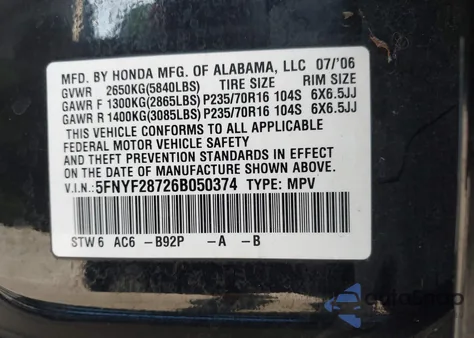 MFD. BY HONDA MFG. OF ALABAMA, LLC 07/'06
GVWR 2650KG(5840LBS) TIRE SIZE RIM SIZE
GAWR F 1300KG(2865LBS) P235/70R16 104S 6X6.5JJ
GAWR R 1400KG(3085LBS) P235/70R16 104S 6X6.5JJ
THIS VEHICLE CONFORMS TO ALL APPLICABLE
FEDERAL MOTOR VEHICLE SAFETY
AND THEFT PREVENTION STANDARDS IN EFFECT
ON THE DATE OF MANUFACTURE SHOWN ABOVE.
V.I.N.: 5FNYF28726B050374 TYPE: MPV
STW 6 AC6 -B92P -A -B